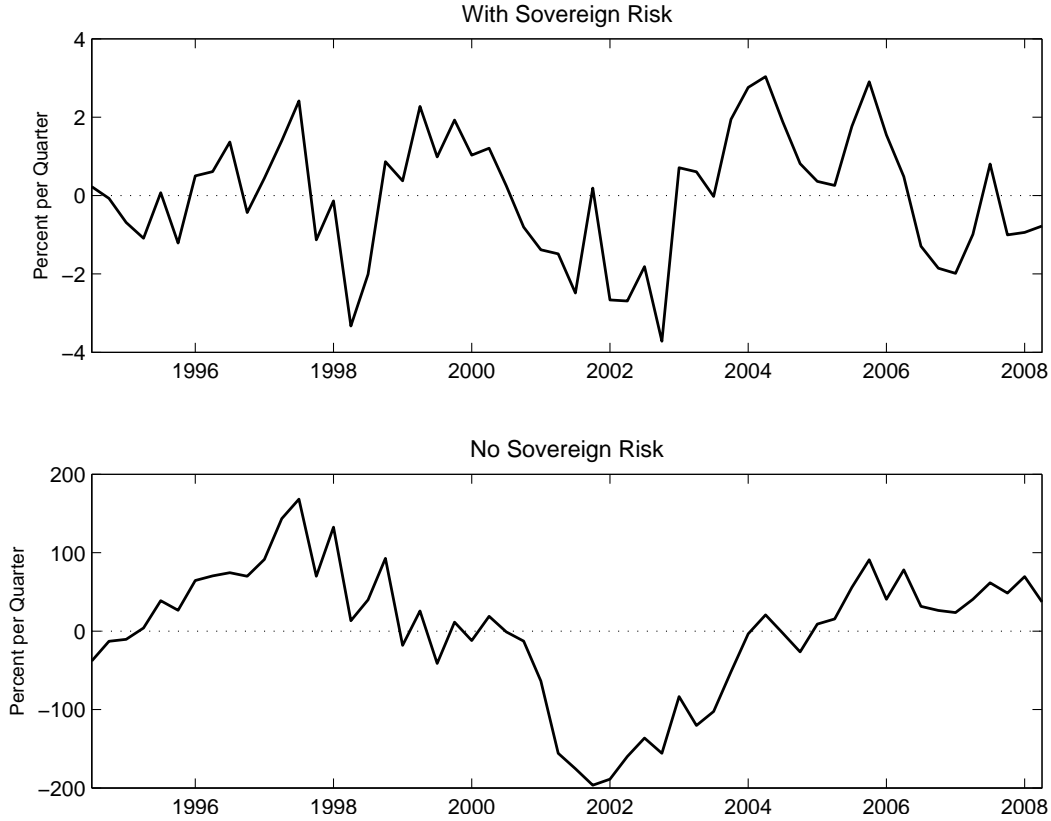 With Sovereign Risk
Percent per Quarter
4
2
0
−2
−4
1996 1998 2000 2002 2004 2006 2008
No Sovereign Risk
Percent per Quarter
200
100
0
−100
−200
1996 1998 2000 2002 2004 2006 2008